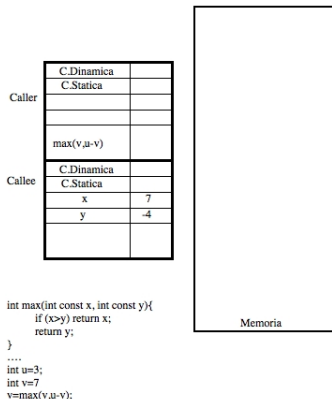 C.Dinamica
C.Statica
Caller
max(v,u-v)
C.Dinamica
Callee
C.Statica
x 7
y -4
int max(int const x, int const y){
if (x>y) return x;
return y;
}
....
int u=3;
int v=7
v=max(v,u-v);
Memoria